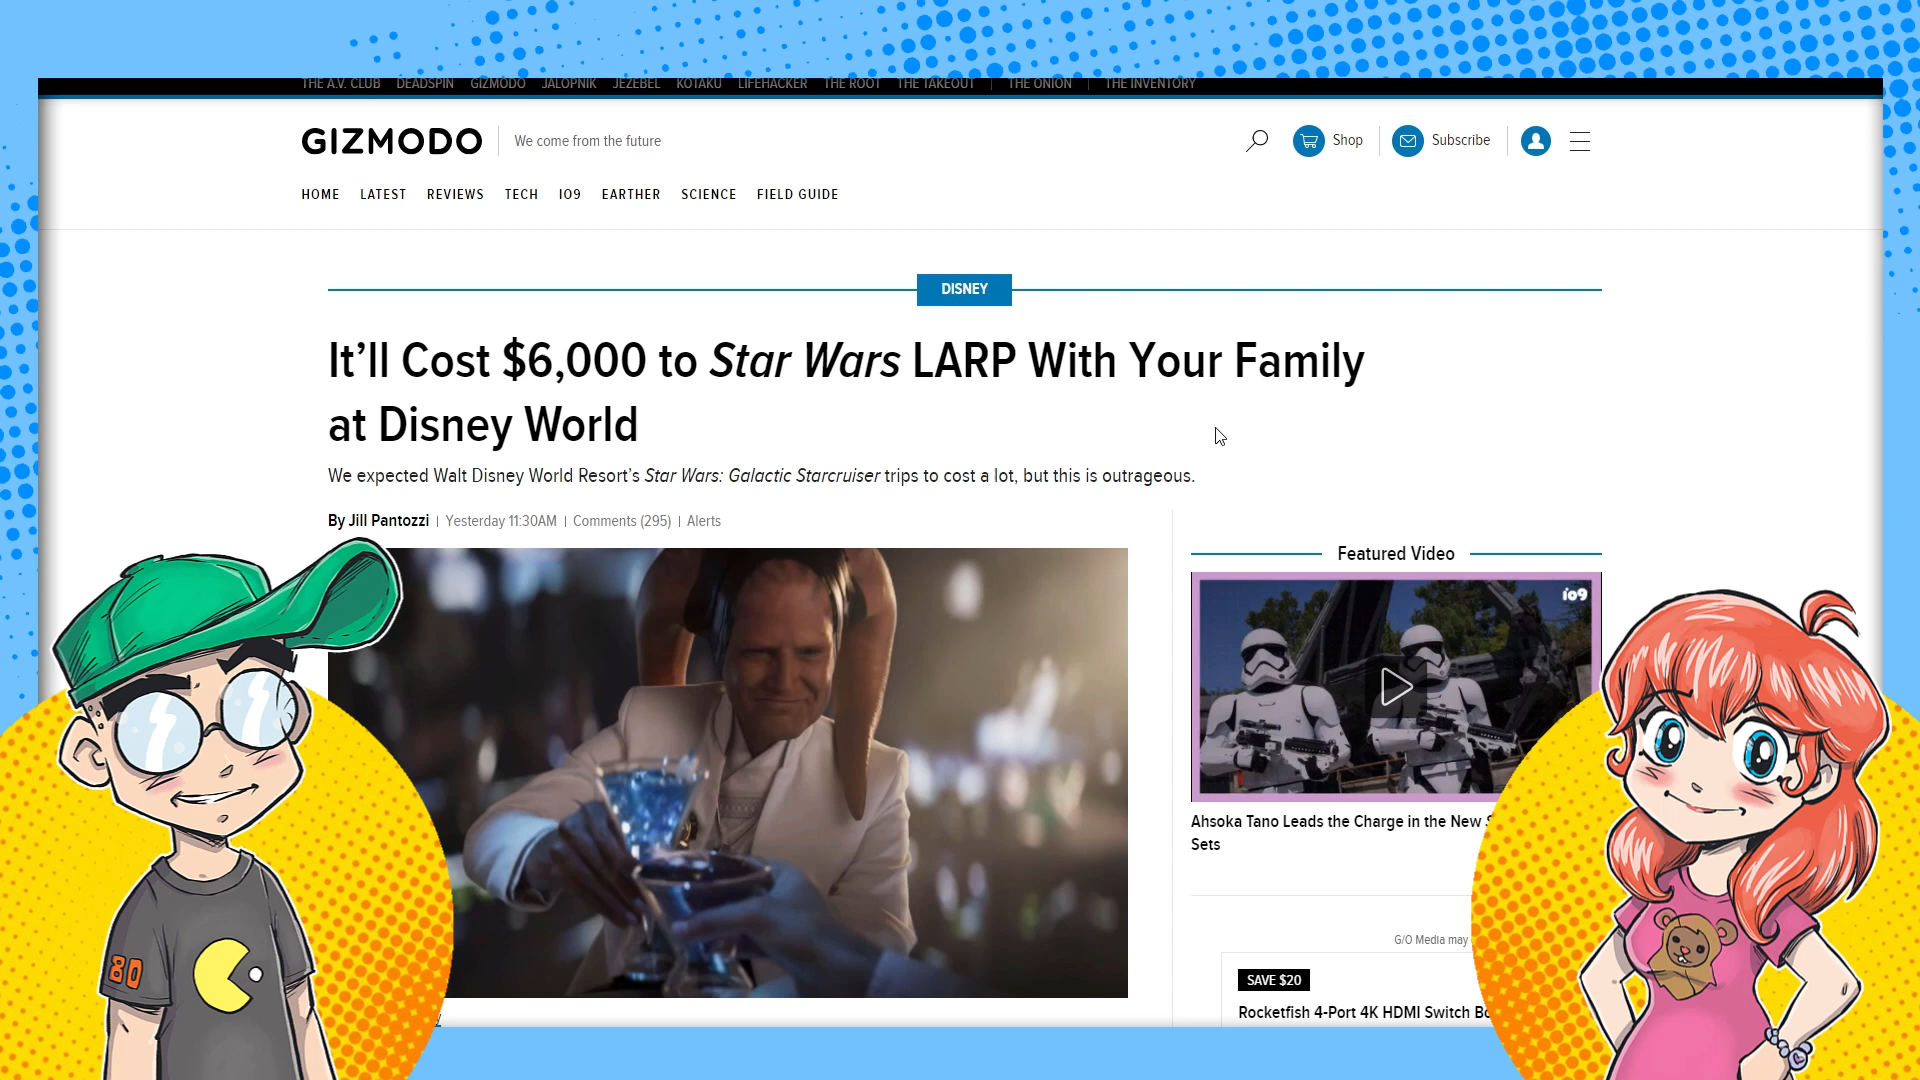 THE A.V. CLUB DEADSPIN GIZMODO JALOPNIK JEZEBEL KOTAKU LIFEHACKER THE ROOT THE TAKEOUT THE ONION THE INVENTORY
GIZMODO We come from the future Shop Subscribe
HOME LATEST REVIEWS TECH IO9 EARTHER SCIENCE FIELD GUIDE
DISNEY
It'll Cost $6,000 to Star Wars LARP With Your Family
at Disney World
We expected Walt Disney World Resort's Star Wars: Galactic Starcruiser trips to cost a lot, but this is outrageous.
By Jill Pantozzi | Yesterday 11:30AM | Comments (295) | Alerts
Featured Video
io9
Ahsoka Tano Leads the Charge in the New
Sets
G/O Media may
SAVE $20
Rocketfish 4-Port 4K HDMI Switch
80